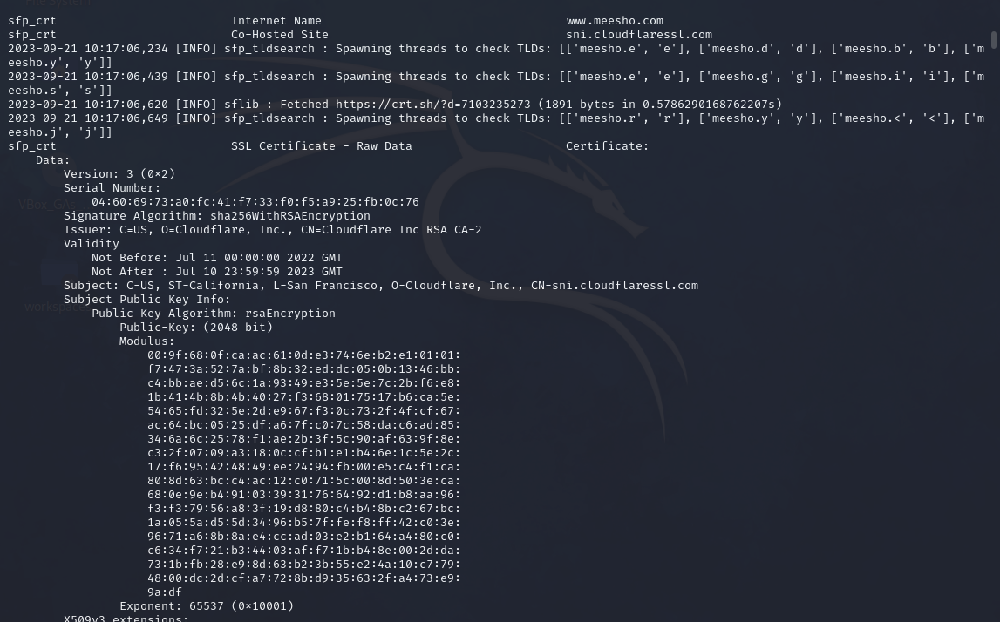 File System
sfp_crt Internet Name www.meesho.com
sfp_crt Co-Hosted Site sni.cloudflaressl.com
2023-09-21 10:17:06,234 [INFO] sfp_tldsearch : Spawning threads to check TLDs: [['meesho.e', 'e'], ['meesho.d', 'd'], ['meesho.b', 'b'], ['m
eesho.y', 'y']]
2023-09-21 10:17:06,439 [INFO] sfp_tldsearch : Spawning threads to check TLDs: [['meesho.e', 'e'], ['meesho.g', 'g'], ['meesho.i', 'i'], ['m
eesho.s', 's']]
2023-09-21 10:17:06,620 [INFO] sflib : Fetched https://crt.sh/?d=7103235273 (1891 bytes in 0.5786290168762207s)
2023-09-21 10:17:06,649 [INFO] sfp_tldsearch : Spawning threads to check TLDs: [['meesho.r', 'r'], ['meesho.y', 'y'], ['meesho.<', '<'], ['m
eesho.j', 'j']]
sfp_crt SSL Certificate - Raw Data Certificate:
Data:
Version: 3 (0×2)
Serial Number:
VBox_GAs
04:60:69:73:a0:fc:41:f7:33:f0:f5:a9:25:fb:0c:76
Signature Algorithm: sha256WithRSAEncryption
Issuer: C=US, O=Cloudflare, Inc., CN=Cloudflare Inc RSA CA-2
Validity
Not Before: Jul 11 00:00:00 2022 GMT
Not After : Jul 10 23:59:59 2023 GMT
Subject: C=US, ST=California, L=San Francisco, O=Cloudflare, Inc., CN=sni.cloudflaressl.com
Subject Public Key Info:
workspace
Public Key Algorithm: rsaEncryption
Public-Key: (2048 bit)
Modulus:
00:9f:68:0f:ca:ac:61:0d:e3:74:6e:b2:e1:01:01:
f7:47:3a:52:7a:bf:8b:32:ed:dc:05:0b:13:46:bb:
c4:bb:ae:d5:6c:1a:93:49:e3:5e:5e:7c:2b:f6:e8:
1b:41:4b:8b:4b:40:27:f3:68:01:75:17:b6:ca:5e:
54:65:fd:32:5e:2d:e9:67:f3:0c:73:2f:4f:cf:67:
ac:64:bc:05:25:df:a6:7f:c0:7c:58:da:c6:ad:85:
34:6a:6c:25:78:f1:ae:2b:3f:5c:90:af:63:9f:8e:
c3:2f:07:09:a3:18:0c:cf:b1:e1:b4:6e:1c:5e:2c:
17:f6:95:42:48:49:ee:24:94:fb:00:e5:c4:f1:ca:
80:8d:63:bc:c4:ac:12:c0:71:5c:00:8d:50:3e:ca:
68:0e:9e:b4:91:03:39:31:76:64:92:d1:b8:aa:96:
f3:f3:79:56:a8:3f:19:d8:80:c4:b4:8b:c2:67:bc:
1a:05:5a:d5:5d:34:96:b5:7f:fe:f8:ff:42:c0:3e:
96:71:a6:8b:8a:e4:cc:ad:03:e2:b1:64:a4:80:c0:
c6:34:f7:21:b3:44:03:af:f7:1b:b4:8e:00:2d:da:
73:1b:fb:28:e9:8d:63:b2:3b:55:e2:4a:10:c7:79:
48:00:dc:2d:cf:a7:72:8b:d9:35:63:2f:a4:73:e9:
9a:df
Exponent: 65537 (0×10001)
X509v3 extensions: